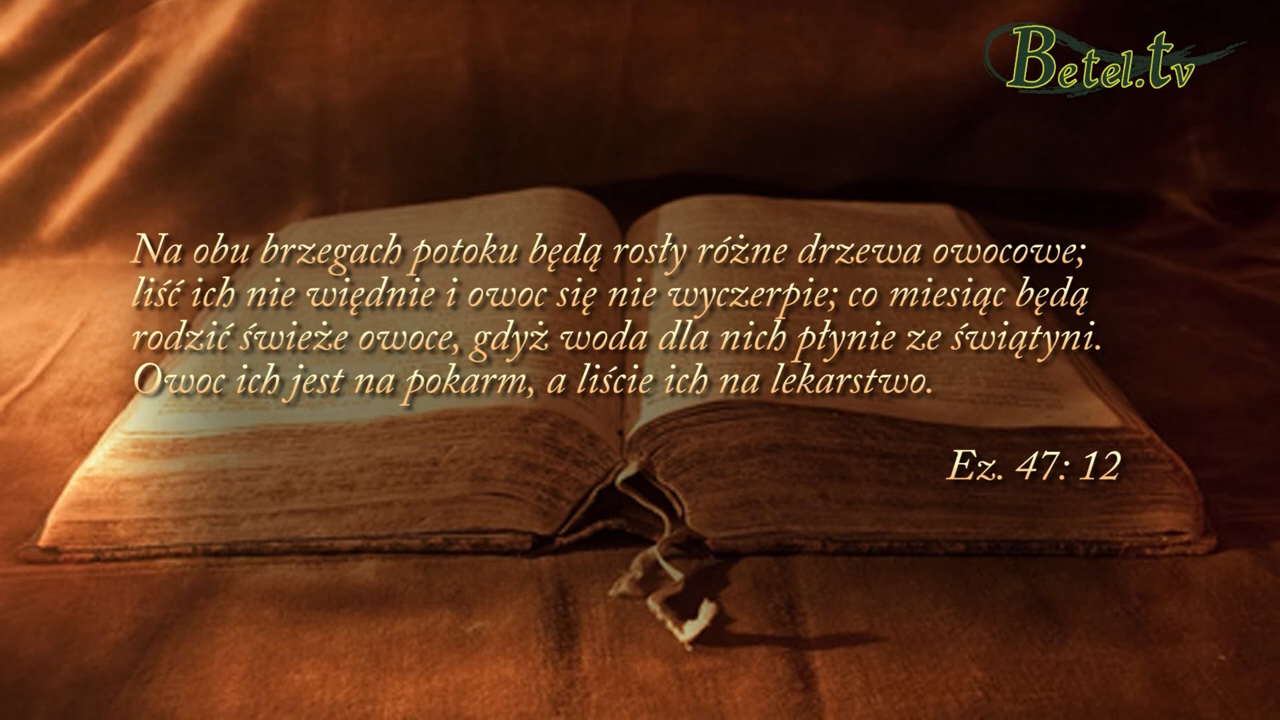 Betel.tv
Na obu brzegach potoku będą rosły różne drzewa owocowe;
liść ich nie więdnie i owoc się nie wyczerpie; co miesiąc będą
rodzić świeże owoce, gdyż woda dla nich płynie ze świątyni.
Owoc ich jest na pokarm, a liście ich na lekarstwo.
Ez. 47: 12